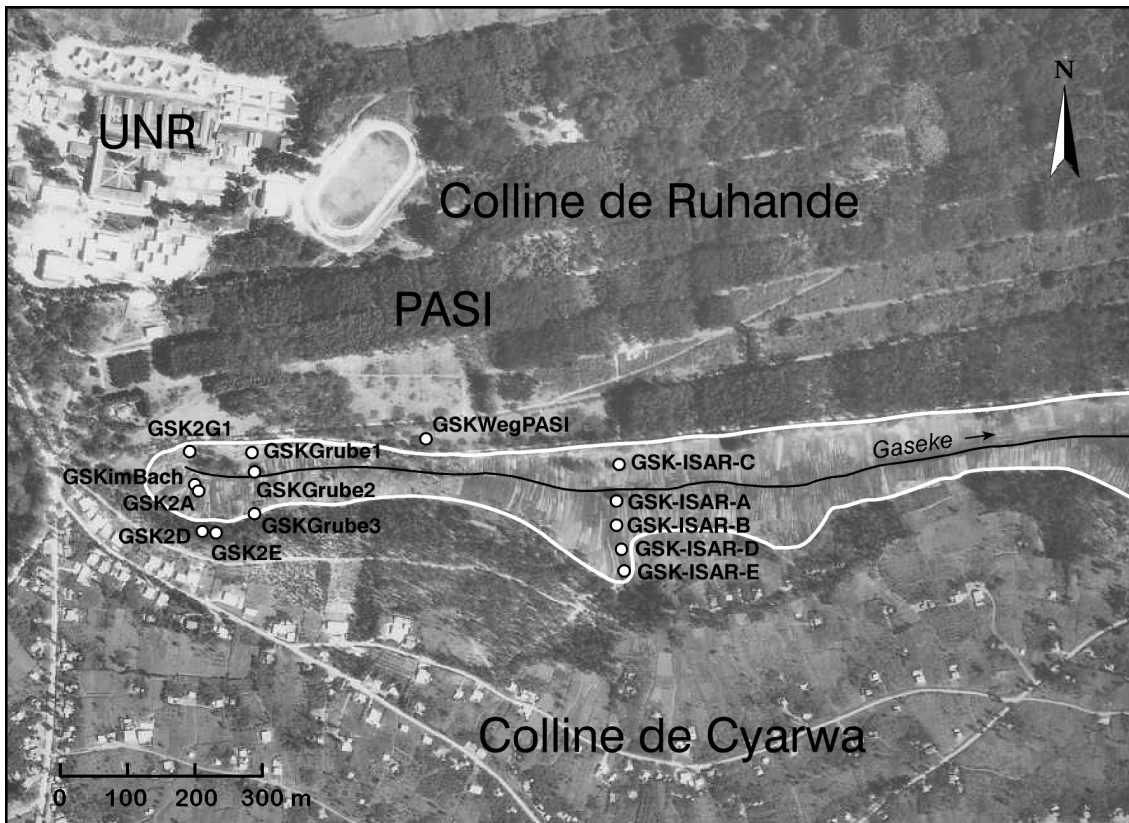 N
UNR
Colline de Ruhande
PASI
GSKWegPASI
GSK2G1
GSKGrube1
Gaseke
GSK-ISAR-C
GSKimBach
GSKGrube2
GSK2A
GSK-ISAR-A
GSKGrube3
GSK-ISAR-B
GSK2D
GSK2E
GSK-ISAR-D
GSK-ISAR-E
Colline de Cyarwa
0 100 200 300 m